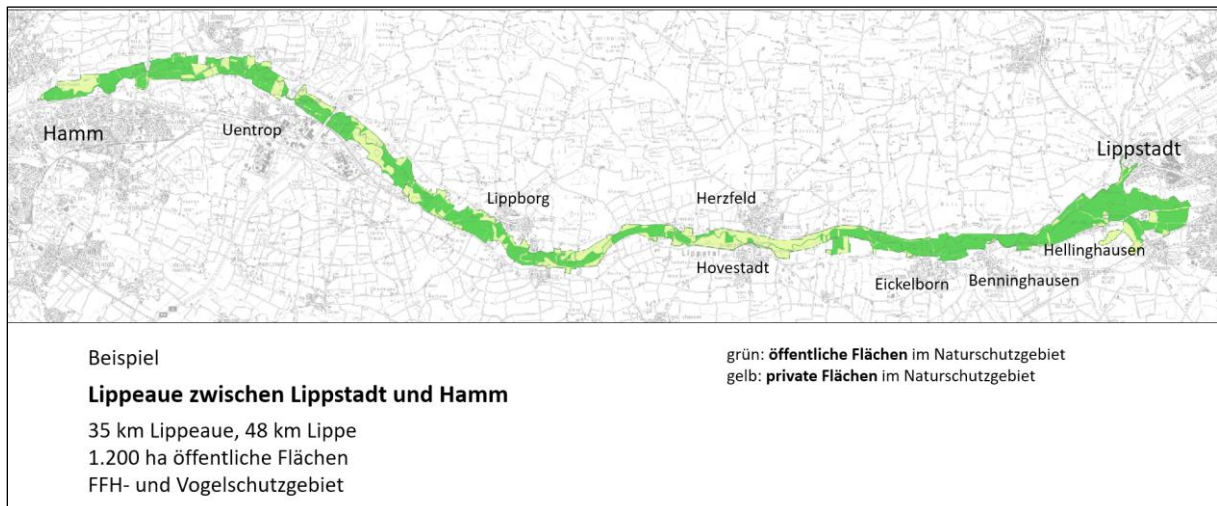 Hamm
Uentrop
Lippborg
Herzfeld
Hovestadt
Lippstadt
Hellinghausen
Eickelborn
Benninghausen
Beispiel
Lippeaue zwischen Lippstadt und Hamm
35 km Lippeaue, 48 km Lippe
1.200 ha öffentliche Flächen
FFH- und Vogelschutzgebiet
grün: öffentliche Flächen im Naturschutzgebiet
gelb: private Flächen im Naturschutzgebiet